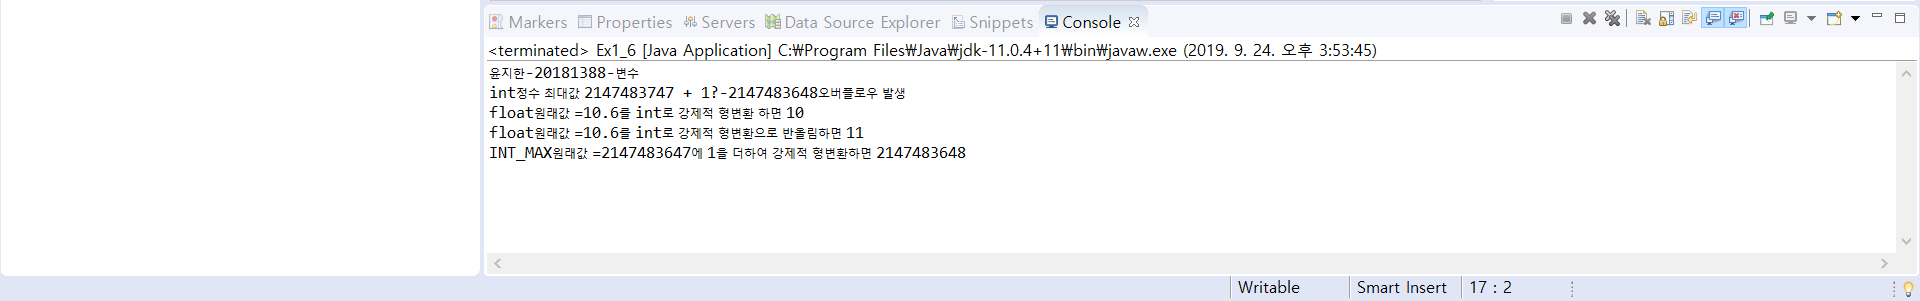 Markers Properties Servers Data Source Explorer Snippets Console
<terminated> Ex1_6 [Java Application] C:₩Program Files₩Java₩jdk-11.0.4+11₩bin₩javaw.exe (2019. 9. 24. 오후 3:53:45)
윤지한-20181388-변수
int정수 최대값 2147483747 + 1?-2147483648오버플로우 발생
float원래값 =10.6를 int로 강제적 형변환 하면 10
float원래값 =10.6를 int로 강제적 형변환으로 반올림하면 11
INT_MAX원래값 =2147483647에 1을 더하여 강제적 형변환하면 2147483648
Writable Smart Insert 17 : 2